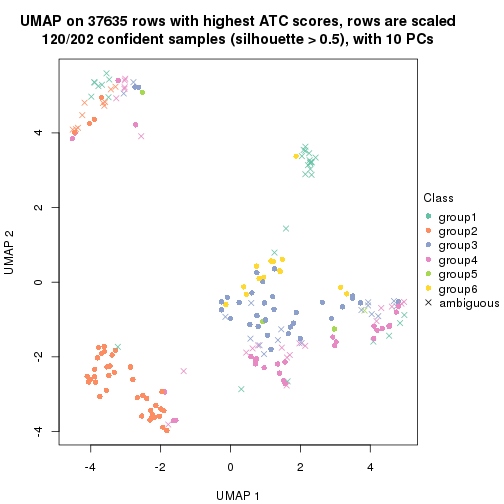 UMAP on 37635 rows with highest ATC scores, rows are scaled
120/202 confident samples (silhouette > 0.5), with 10 PCs
4
2
0
-2
-4
UMAP 2
-4
-2
0
2
4
UMAP 1
Class
group1
group2
group3
group4
group5
group6
ambiguous